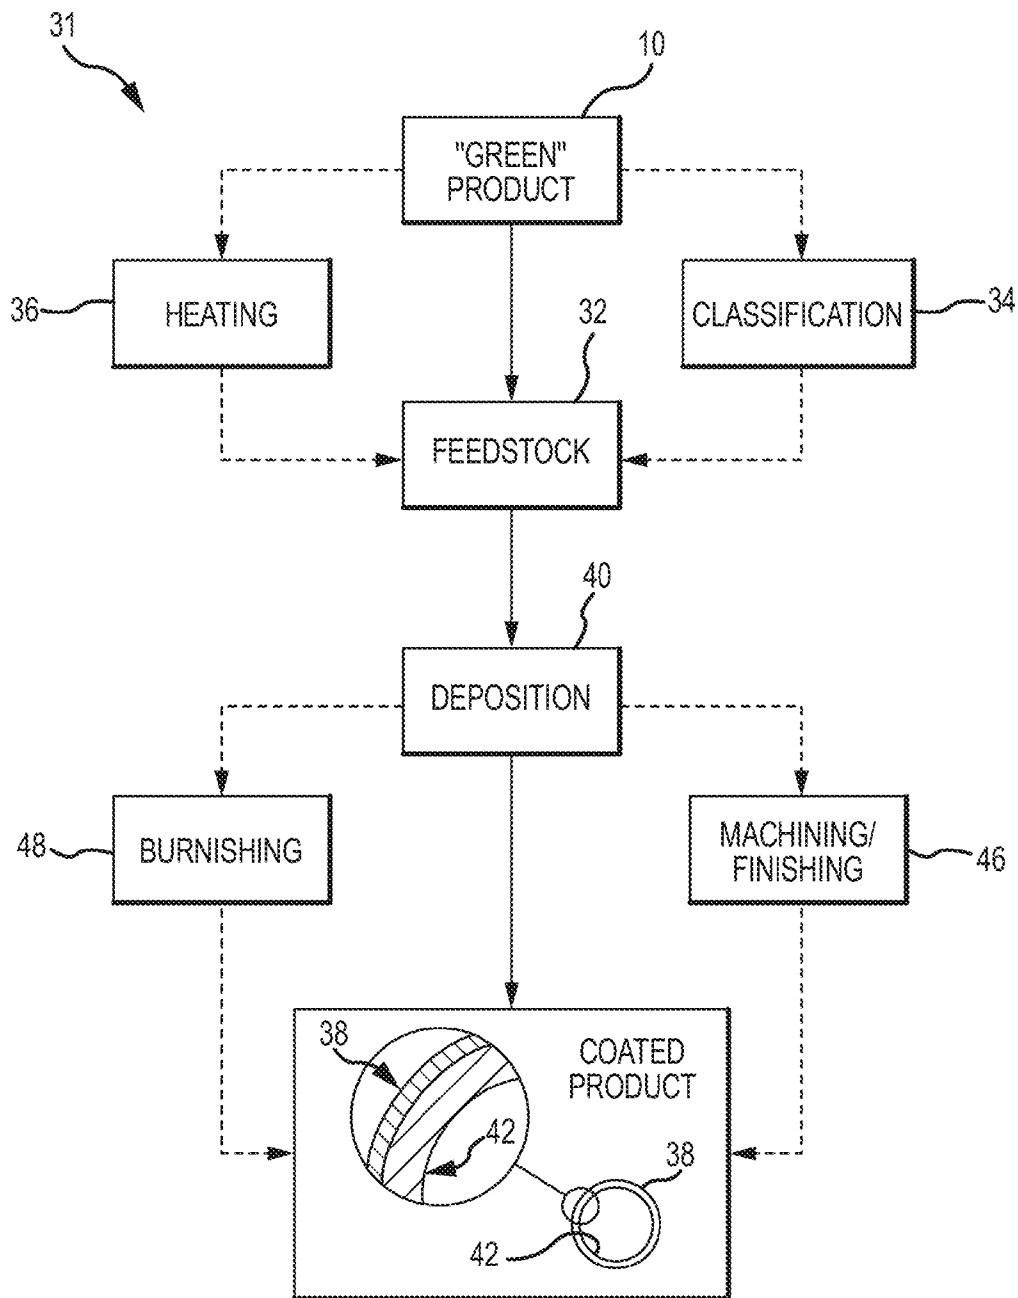 31
10
"GREEN"
PRODUCT
36
HEATING
CLASSIFICATION
34
32
FEEDSTOCK
40
DEPOSITION
48
BURNISHING
MACHINING/
FINISHING
46
38
COATED
PRODUCT
42
38
42